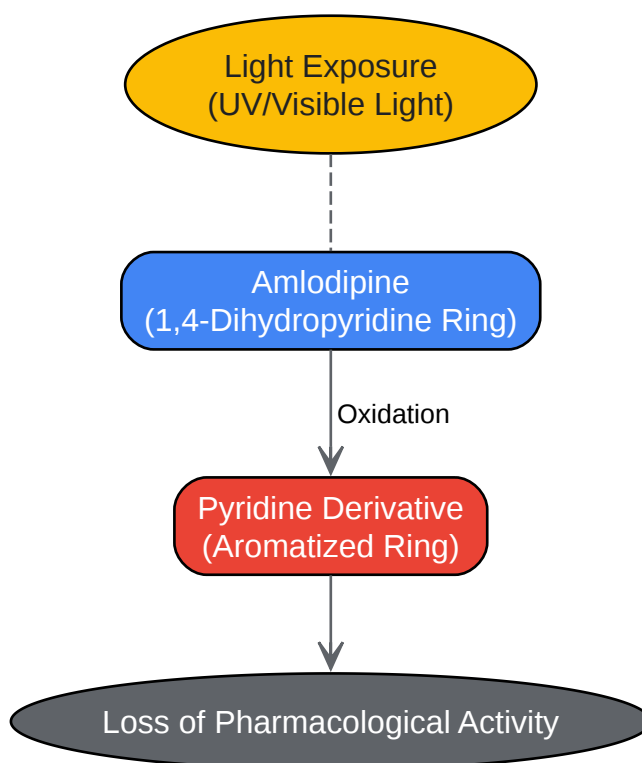 Light Exposure
(UV/Visible Light)
Amlodipine
(1,4-Dihydropyridine Ring)
Oxidation
Pyridine Derivative
(Aromatized Ring)
Loss of Pharmacological Activity